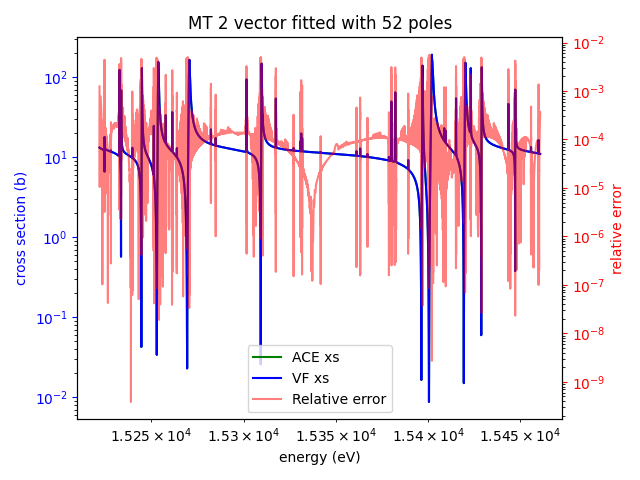 MT 2 vector fitted with 52 poles
cross section (b)
10² 10¹ 10⁰ 10⁻¹ 10⁻²
ACE xs
VF xs
Relative error
10⁻² 10⁻³ 10⁻⁴ 10⁻⁵ 10⁻⁶ 10⁻⁷ 10⁻⁸ 10⁻⁹
relative error
1.525 × 10⁴ 1.53 × 10⁴ 1.535 × 10⁴ 1.54 × 10⁴ 1.545 × 10⁴
energy (eV)